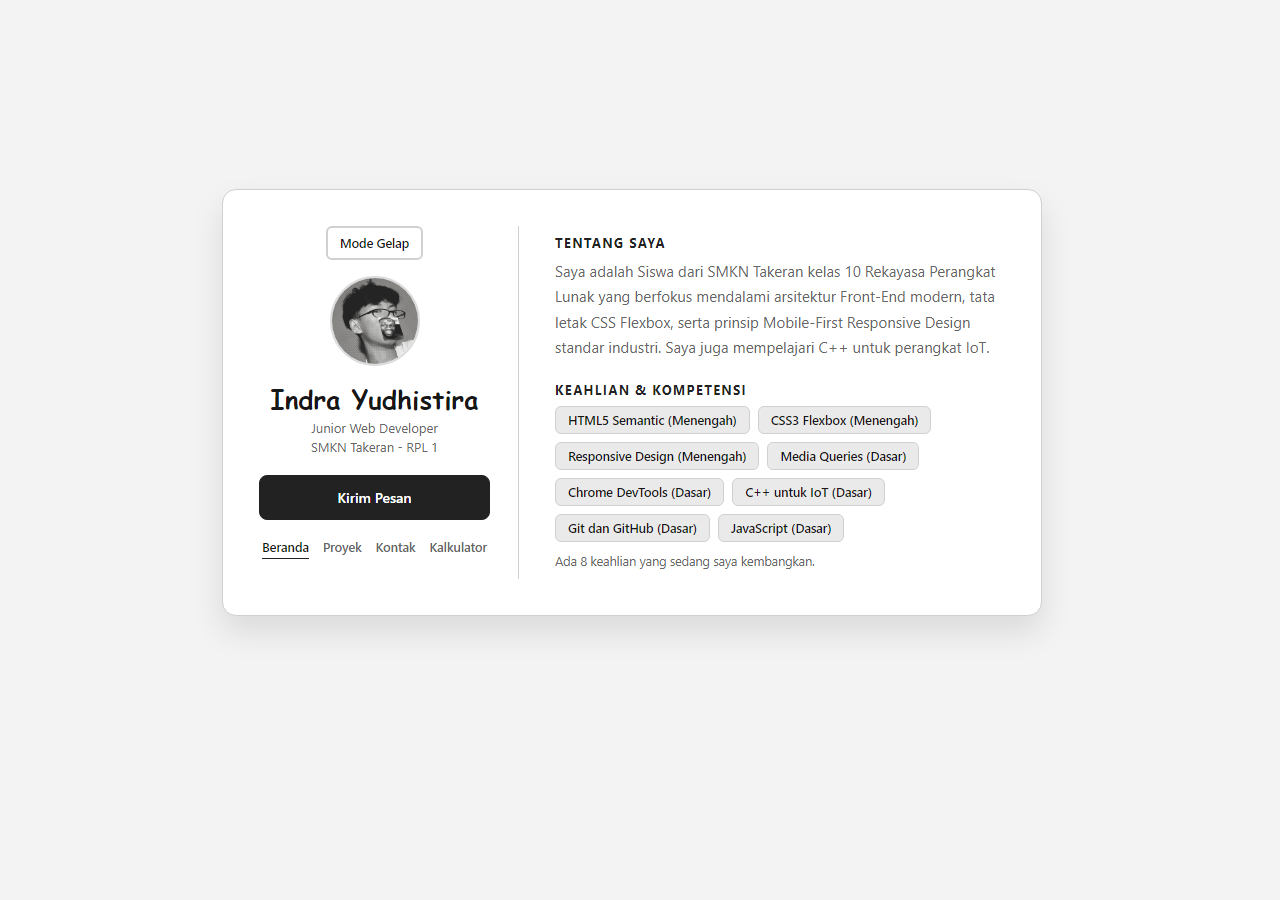 Mode Gelap
Indra Yudhistira
Junior Web Developer
SMKN Takeran - RPL 1
Kirim Pesan
Beranda Proyek Kontak Kalkulator
TENTANG SAYA
Saya adalah Siswa dari SMKN Takeran kelas 10 Rekayasa Perangkat
Lunak yang berfokus mendalami arsitektur Front-End modern, tata
letak CSS Flexbox, serta prinsip Mobile-First Responsive Design
standar industri. Saya juga mempelajari C++ untuk perangkat IoT.
KEAHLIAN & KOMPETENSI
HTML5 Semantic (Menengah) CSS3 Flexbox (Menengah)
Responsive Design (Menengah) Media Queries (Dasar)
Chrome DevTools (Dasar) C++ untuk IoT (Dasar)
Git dan GitHub (Dasar) JavaScript (Dasar)
Ada 8 keahlian yang sedang saya kembangkan.